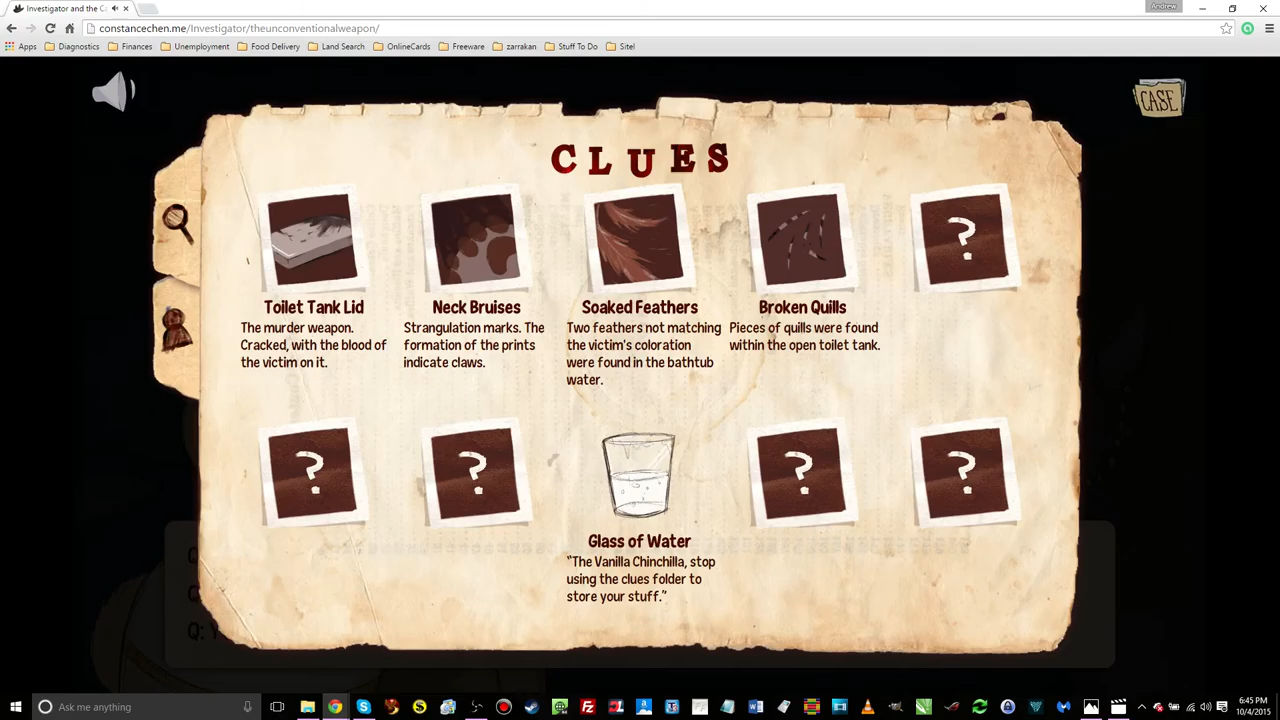 Investigator and the C
Andrew
constancechen.me/Investigator/theunconventionalweapon/
Apps Diagnostics Finances Unemployment Food Delivery Land Search OnlineCards Freeware zarrakan Stuff To Do Sitel
CASE
CLUES
? 
Toilet Tank Lid
The murder weapon.
Cracked, with the blood of
the victim on it.
Neck Bruises
Strangulation marks. The
formation of the prints
indicate claws.
Soaked Feathers
Two feathers not matching
the victim's coloration
were found in the bathtub
water.
Broken Quills
Pieces of quills were found
within the open toilet tank.
? ? ? ?
Glass of Water
"The Vanilla Chinchilla, stop
using the clues folder to
store your stuff."
Q: Y
Ask me anything
6:45 PM
10/4/2015